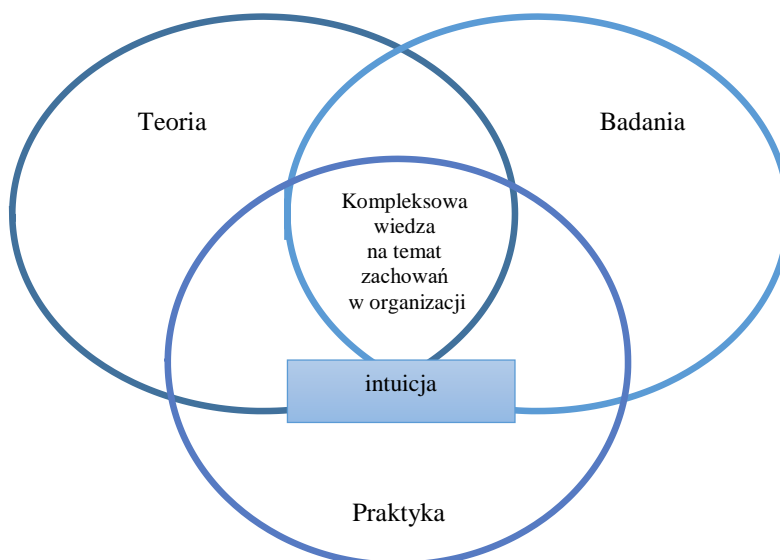 Teoria
Badania
Kompleksowa
wiedza
na temat
zachowań
w organizacji
intuicja
Praktyka